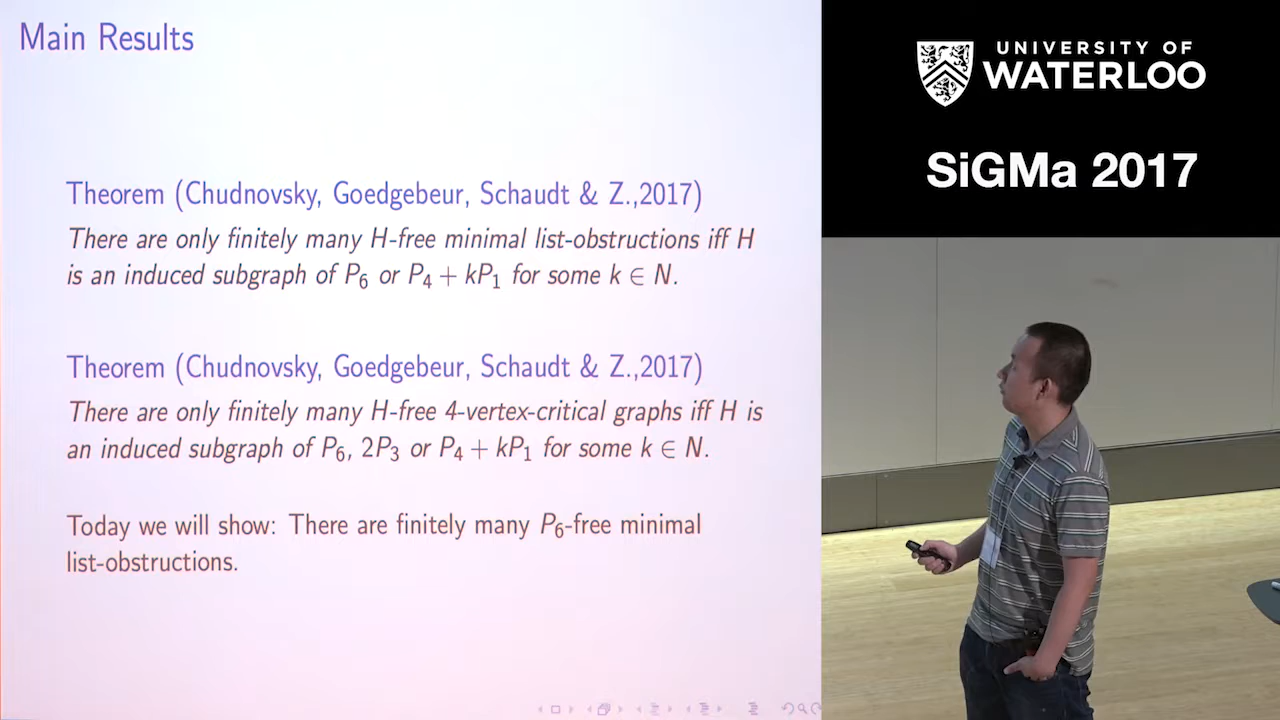 Main Results
Theorem (Chudnovsky, Goedgebeur, Schaudt & Z.,2017)
There are only finitely many H-free minimal list-obstructions iff H
is an induced subgraph of P₆ or P₄ + kP₁ for some k ∈ N.
Theorem (Chudnovsky, Goedgebeur, Schaudt & Z.,2017)
There are only finitely many H-free 4-vertex-critical graphs iff H is
an induced subgraph of P₆, 2P₃ or P₄ + kP₁ for some k ∈ N.
Today we will show: There are finitely many P₆-free minimal
list-obstructions.
UNIVERSITY OF
WATERLOO
SiGMa 2017